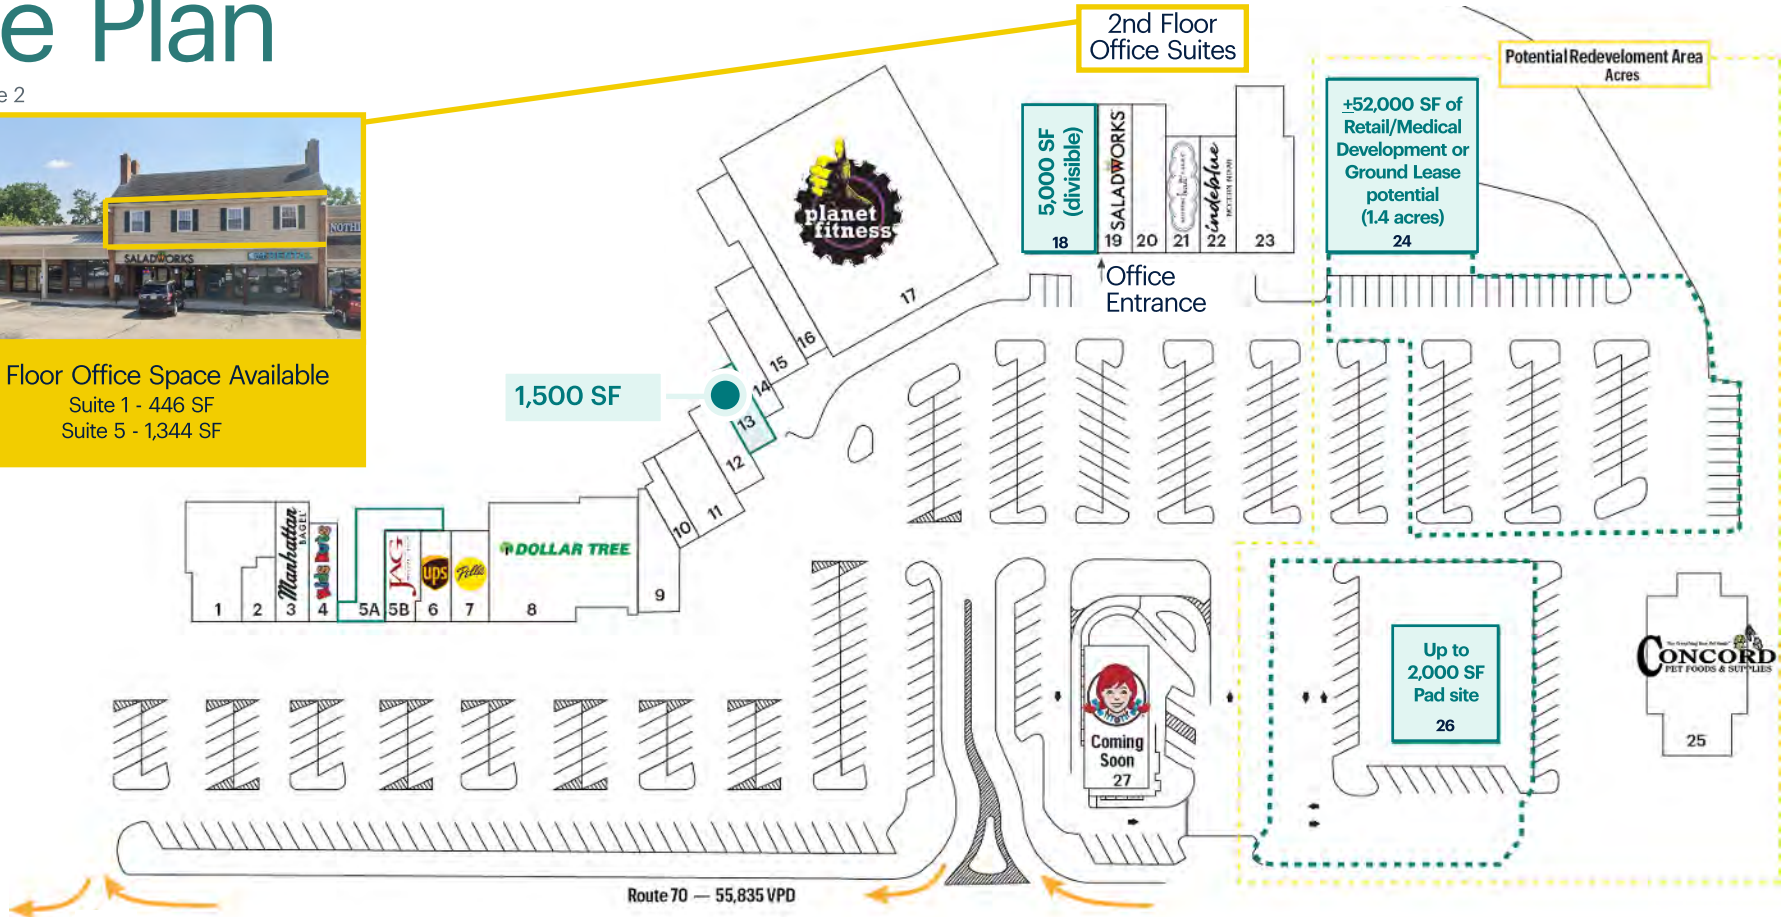 e Plan
e 2
2nd Floor
Office Suites
Potential Redeveloment Area
Acres
±52,000 SF of
Retail/Medical
Development or
Ground Lease
potential
(1.4 acres)
24
5,000 SF
(divisible)
18
SALADWORKS
19
20
21
indeblue
22
23
Office
Entrance
planet
fitness
17
16
15
14
13
12
11
10
9
1,500 SF
SALADWORKS
NOTHI
Floor Office Space Available
Suite 1 - 446 SF
Suite 5 - 1,344 SF
1
2
Manhattan
BAGEL
3
4
5A
JAG
5B
ups
6
7
DOLLAR TREE
8
Coming
Soon
27
Up to
2,000 SF
Pad site
26
CONCORD
PET FOODS & SUPPLIES
25
Route 70 — 55,835 VPD